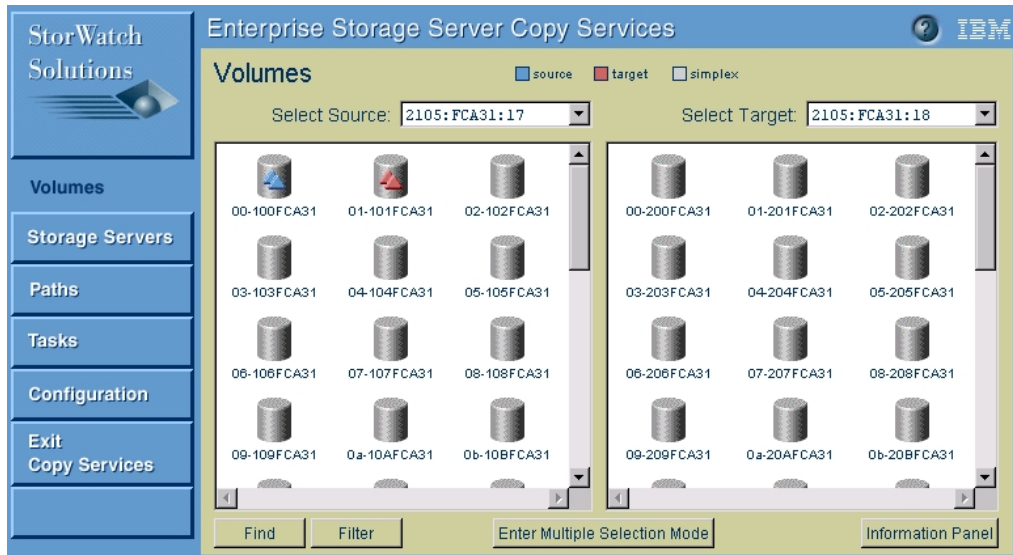 StorWatch
Solutions
Enterprise Storage Server Copy Services
?
IBM
Volumes
source target simplex
Select Source: 2105:FCA31:17
Select Target: 2105:FCA31:18
Volumes
Storage Servers
Paths
Tasks
Configuration
Exit
Copy Services
00-100FCA31 01-101FCA31 02-102FCA31
03-103FCA31 04-104FCA31 05-105FCA31
06-106FCA31 07-107FCA31 08-108FCA31
09-109FCA31 0a-10AFCA31 0b-10BFCA31
00-200FCA31 01-201FCA31 02-202FCA31
03-203FCA31 04-204FCA31 05-205FCA31
06-206FCA31 07-207FCA31 08-208FCA31
09-209FCA31 0a-20AFCA31 0b-20BFCA31
Find Filter Enter Multiple Selection Mode Information Panel